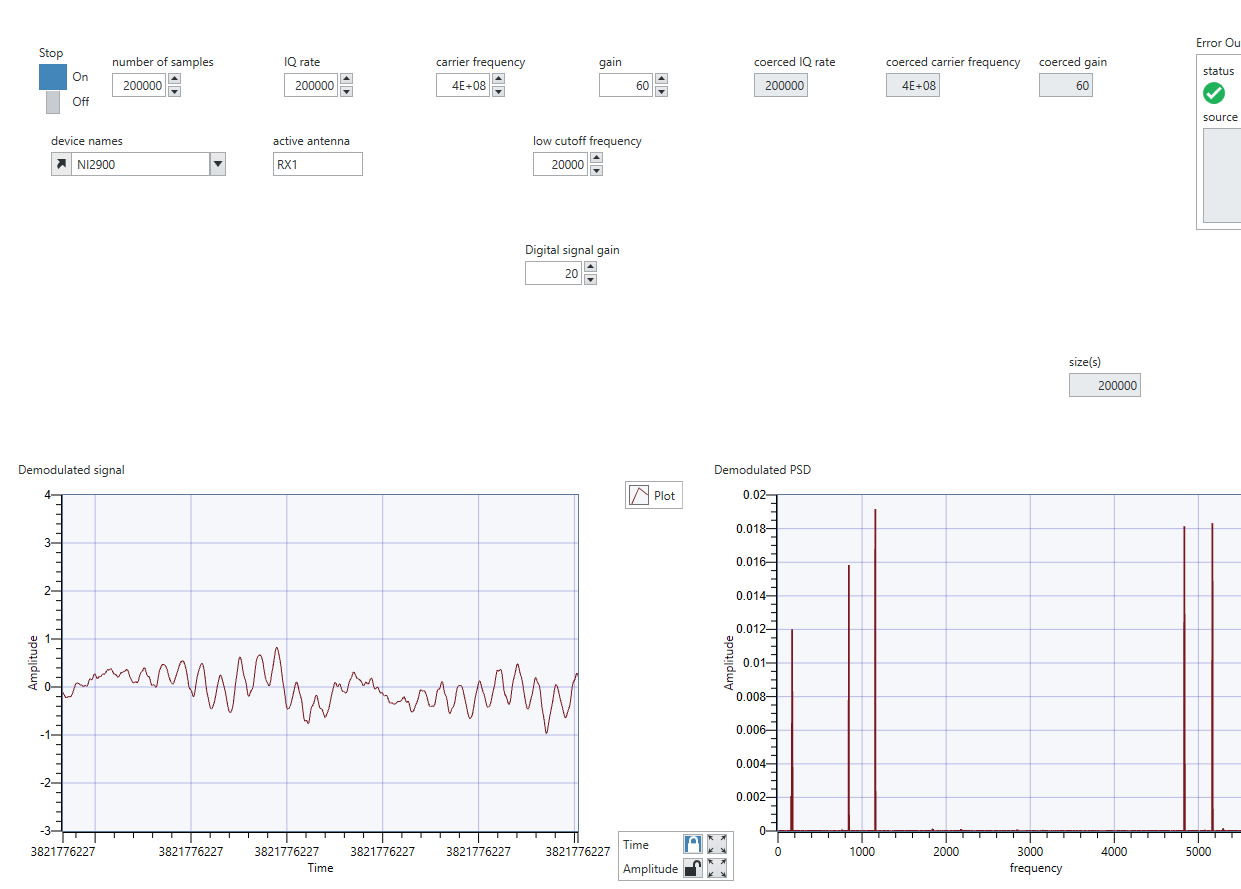 Stop
On
Off
number of samples
200000
IQ rate
200000
carrier frequency
4E+08
gain
60
coerced IQ rate
200000
coerced carrier frequency
4E+08
coerced gain
60
Error Ou
status
source
device names
NI2900
active antenna
RX1
low cutoff frequency
20000
Digital signal gain
20
size(s)
200000
Demodulated signal
4
3
2
1
0
-1
-2
-3
Amplitude
3821776227 3821776227 3821776227 3821776227 3821776227 3821776227
Time
Plot
Time
Amplitude
Demodulated PSD
0.02
0.018
0.016
0.014
0.012
0.01
0.008
0.006
0.004
0.002
0
Amplitude
0 1000 2000 3000 4000 5000
frequency